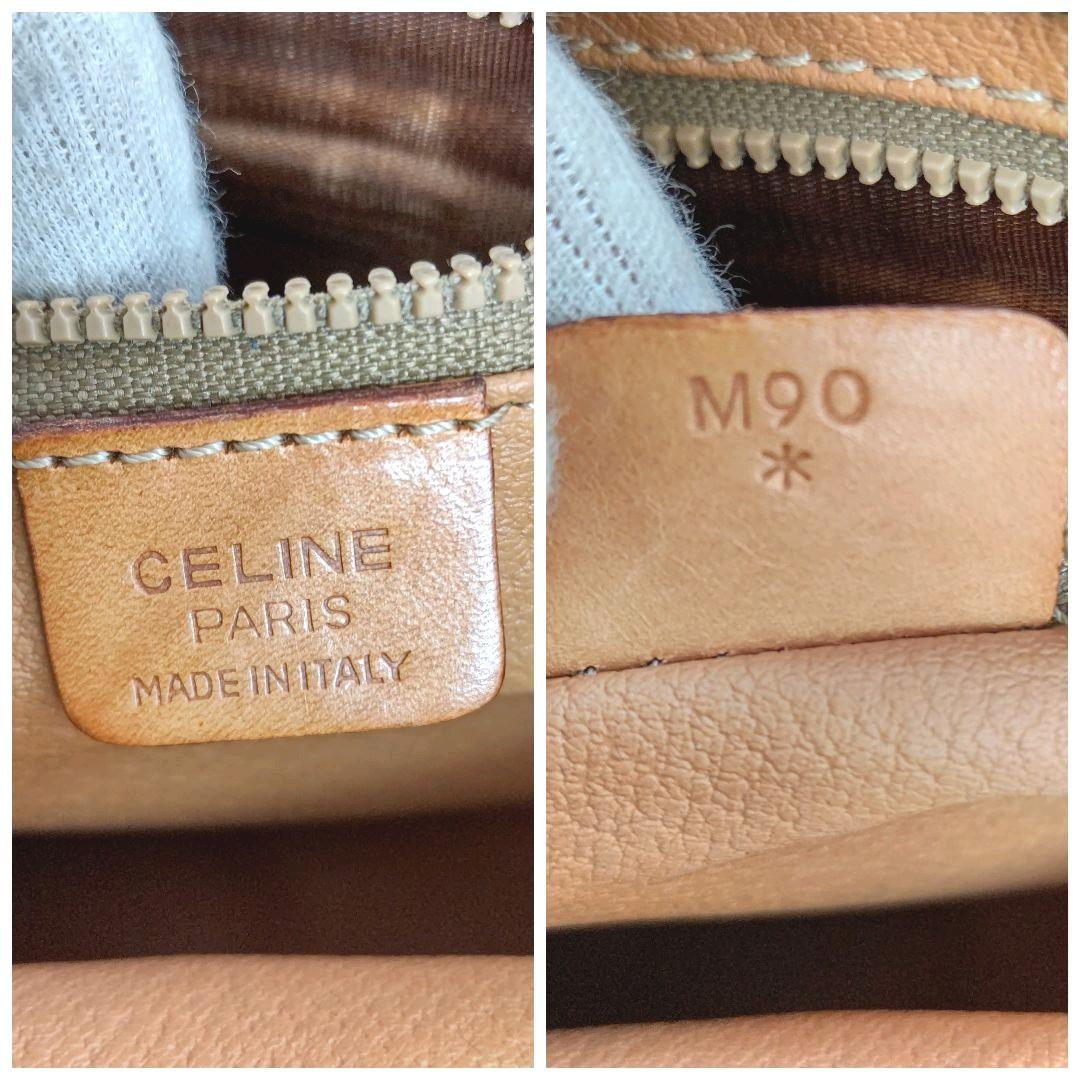 CELINE
PARIS
MADE IN ITALY
M90
*